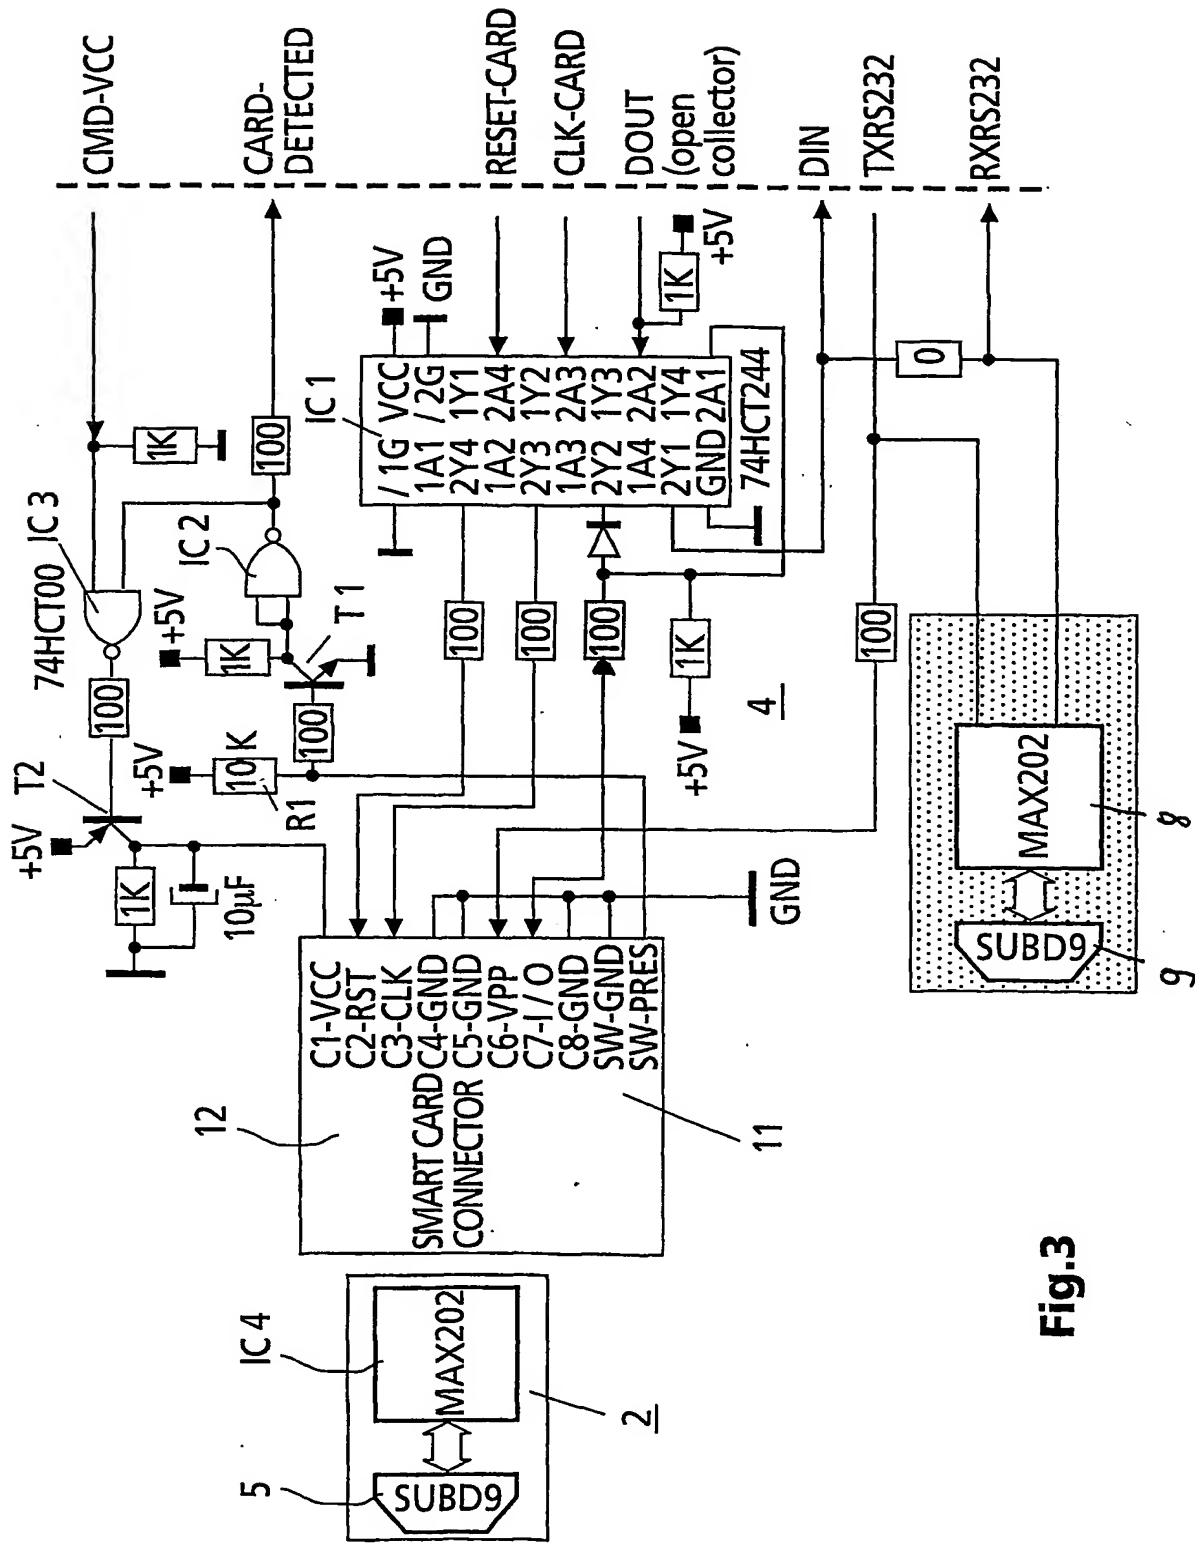 CMD-VCC
CARD-
DETECTED
RESET-CARD
CLK-CARD
DOUT
(open
collector)
DIN
TXRS232
RXRS232
+5V
GND
1K
+5V
IC 1
/ 1G VCC
1A1 / 2G
2Y4 1Y1
1A2 2A4
2Y3 1Y2
1A3 2A3
2Y2 1Y3
1A4 2A2
2Y1 1Y4
GND 2A1
74HCT244
0
1K
100
74HCT00 IC 3
IC 2
+5V
1K
T 1
100
100
100
100
100
1K
+5V
4
100
T2
+5V
+5V
10K
R1
1K
10µF
GND
C1-VCC
C2-RST
C3-CLK
C4-GND
C5-GND
C6-VPP
C7-I / O
C8-GND
SW-GND
SW-PRES
SMART CARD
CONNECTOR
12
11
MAX202
8
SUBD9
9
IC 4
MAX202
2
5
SUBD9
Fig.3